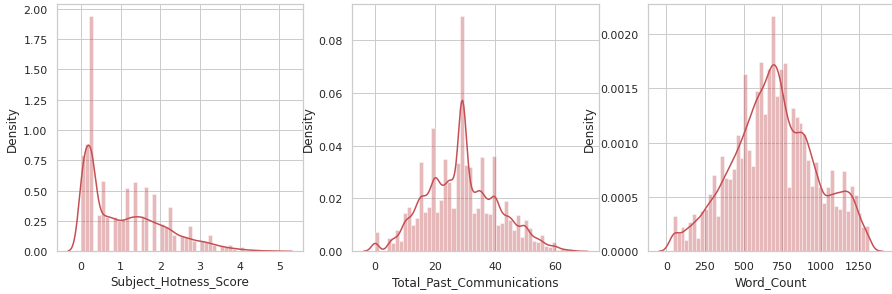 2.00
1.75
1.50
1.25
1.00
0.75
0.50
0.25
0.00
Density
0 1 2 3 4 5
Subject_Hotness_Score
0.08
0.06
0.04
0.02
0.00
Density
0 20 40 60
Total_Past_Communications
0.0020
0.0015
0.0010
0.0005
0.0000
Density
0 250 500 750 1000 1250
Word_Count